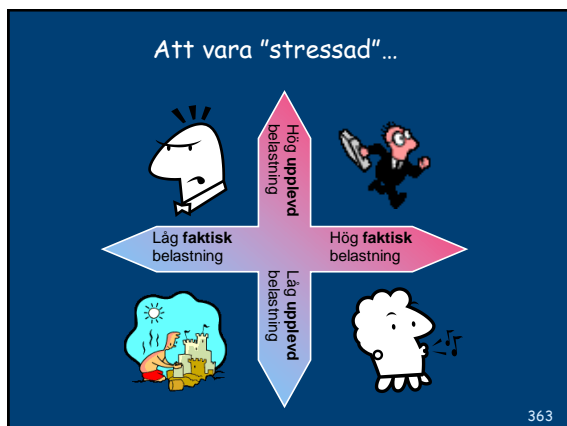 Att vara ”stressad”…
Hög upplevd
belastning
Låg faktisk
belastning
Hög faktisk
belastning
Låg upplevd
belastning
363